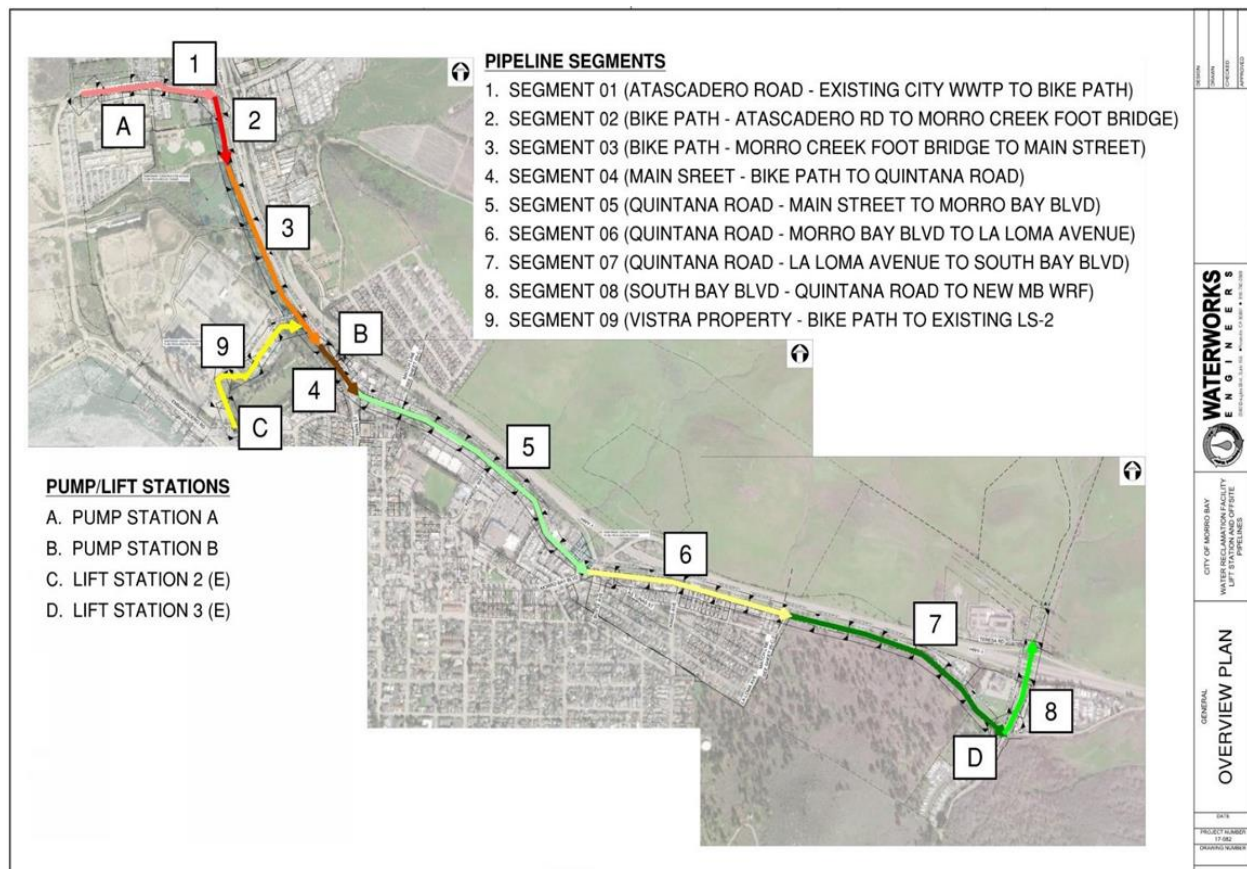 PIPELINE SEGMENTS
1. SEGMENT 01 (ATASCADERO ROAD - EXISTING CITY WWTP TO BIKE PATH)
2. SEGMENT 02 (BIKE PATH - ATASCADERO RD TO MORRO CREEK FOOT BRIDGE)
3. SEGMENT 03 (BIKE PATH - MORRO CREEK FOOT BRIDGE TO MAIN STREET)
4. SEGMENT 04 (MAIN SREET - BIKE PATH TO QUINTANA ROAD)
5. SEGMENT 05 (QUINTANA ROAD - MAIN STREET TO MORRO BAY BLVD)
6. SEGMENT 06 (QUINTANA ROAD - MORRO BAY BLVD TO LA LOMA AVENUE)
7. SEGMENT 07 (QUINTANA ROAD - LA LOMA AVENUE TO SOUTH BAY BLVD)
8. SEGMENT 08 (SOUTH BAY BLVD - QUINTANA ROAD TO NEW MB WRF)
9. SEGMENT 09 (VISTRA PROPERTY - BIKE PATH TO EXISTING LS-2
1
A
2
3
9
B
4
C
5
6
7
8
D
PUMP/LIFT STATIONS
A. PUMP STATION A
B. PUMP STATION B
C. LIFT STATION 2 (E)
D. LIFT STATION 3 (E)
DESIGN
DRAWN
CHECKED
APPROVED
WATERWORKS
ENGINEERS
CITY OF MORRO BAY
WATER RECLAMATION FACILITY
LIFT STATION AND OFFSITE
PIPELINES
GENERAL
OVERVIEW PLAN
DATE
PROJECT NUMBER
DRAWING NUMBER